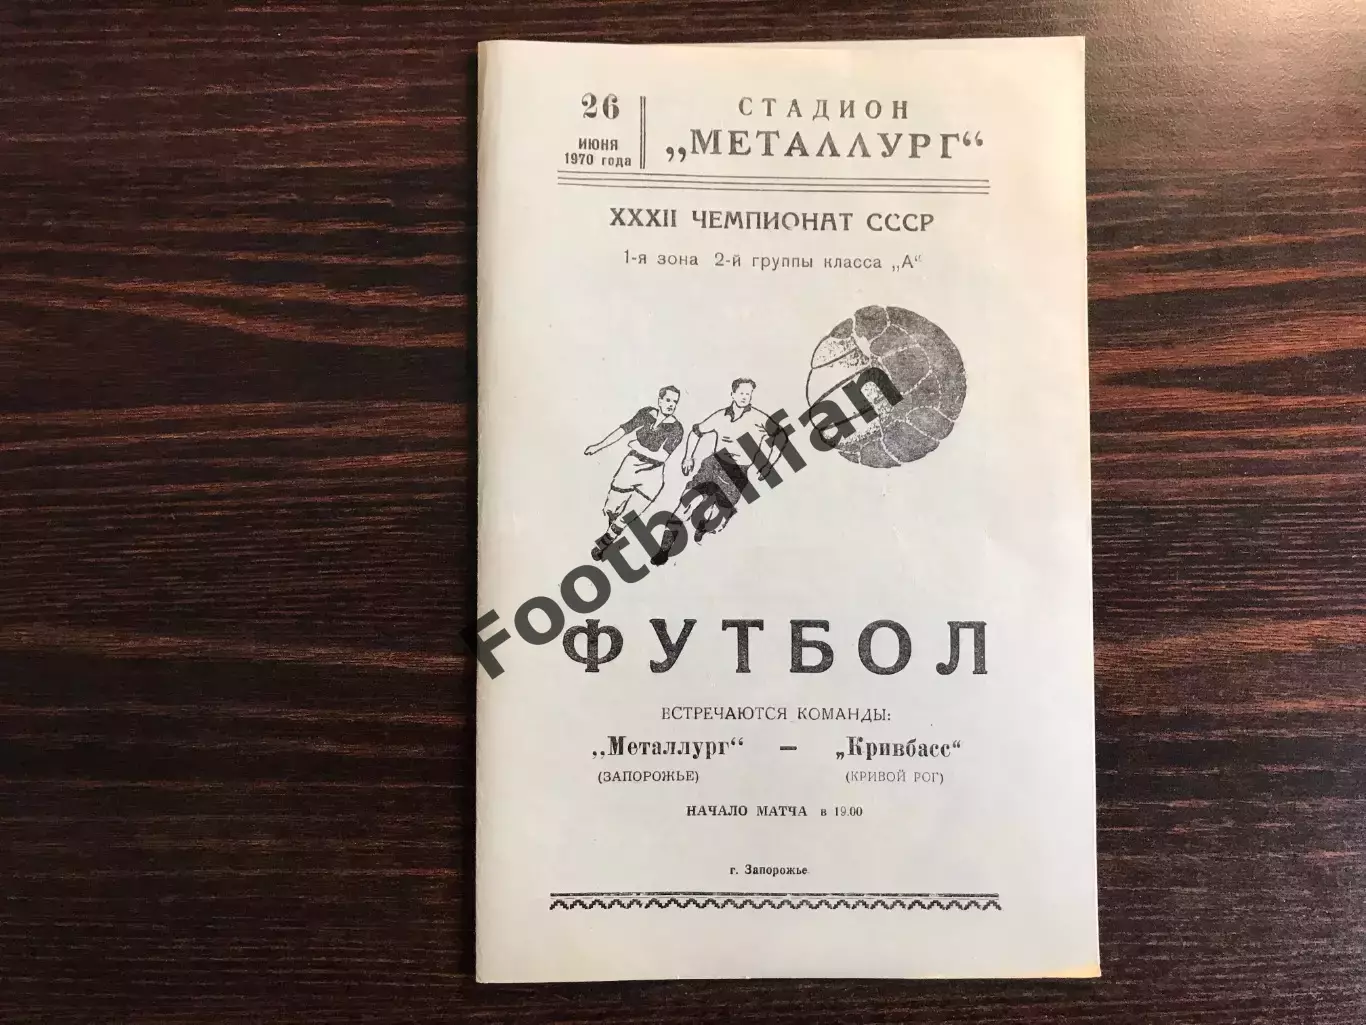 26
ИЮНЯ
1970 года
СТАДИОН
„МЕТАЛЛУРГ“
XXXII ЧЕМПИОНАТ СССР
1-я зона 2-й группы класса „А“
Footballfan
ФУТБОЛ
ВСТРЕЧАЮТСЯ КОМАНДЫ:
„Металлург“ — „Кривбасс“
(ЗАПОРОЖЬЕ) (КРИВОЙ РОГ)
НАЧАЛО МАТЧА в 19.00
г. Запорожье